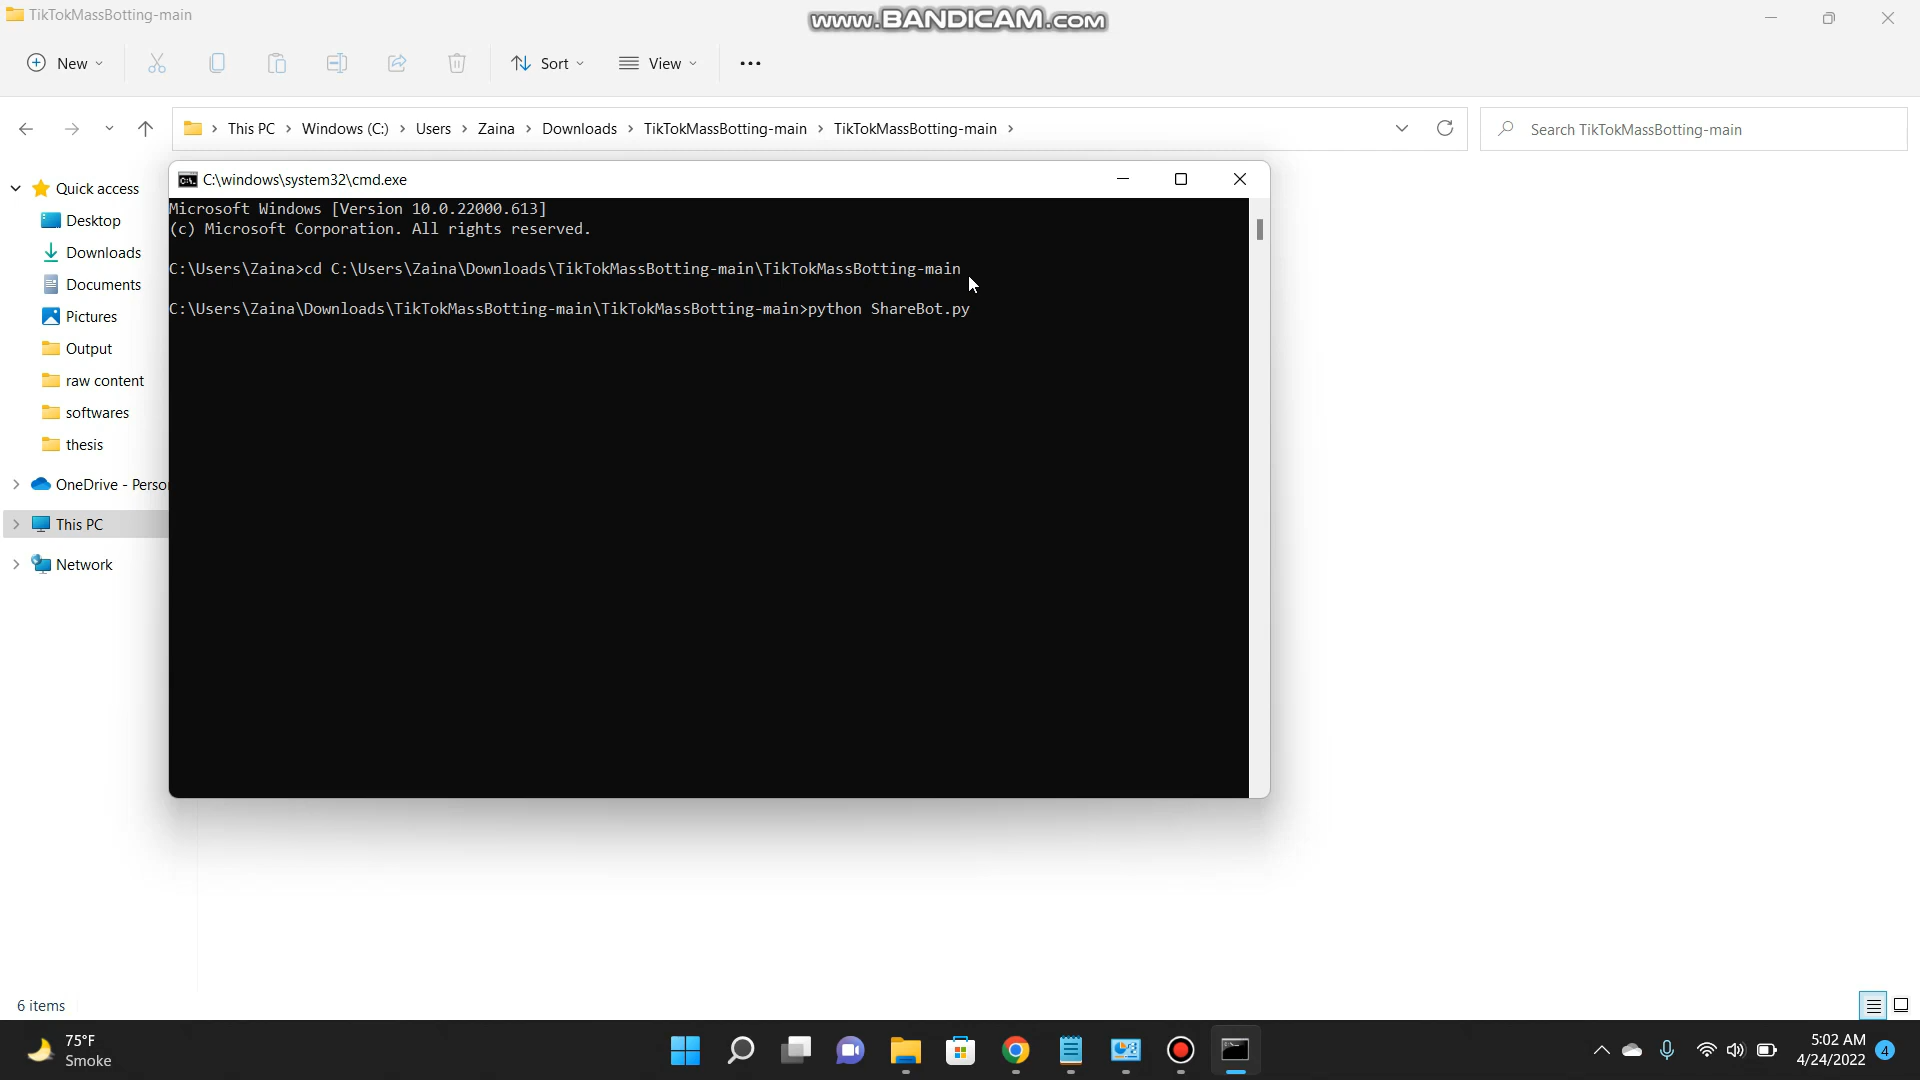 TikTokMassBotting-main
www.BANDICAM.com
New
Sort
View
This PC
Windows (C:)
Users
Zaina
Downloads
TikTokMassBotting-main
TikTokMassBotting-main
Search TikTokMassBotting-main
Quick access
Desktop
Downloads
Documents
Pictures
Output
raw content
softwares
thesis
OneDrive - Perso
This PC
Network
C:\windows\system32\cmd.exe
Microsoft Windows [Version 10.0.22000.613]
(c) Microsoft Corporation. All rights reserved.
C:\Users\Zaina>cd C:\Users\Zaina\Downloads\TikTokMassBotting-main\TikTokMassBotting-main
C:\Users\Zaina\Downloads\TikTokMassBotting-main\TikTokMassBotting-main>python ShareBot.py
6 items
75°F
Smoke
5:02 AM
4/24/2022
4